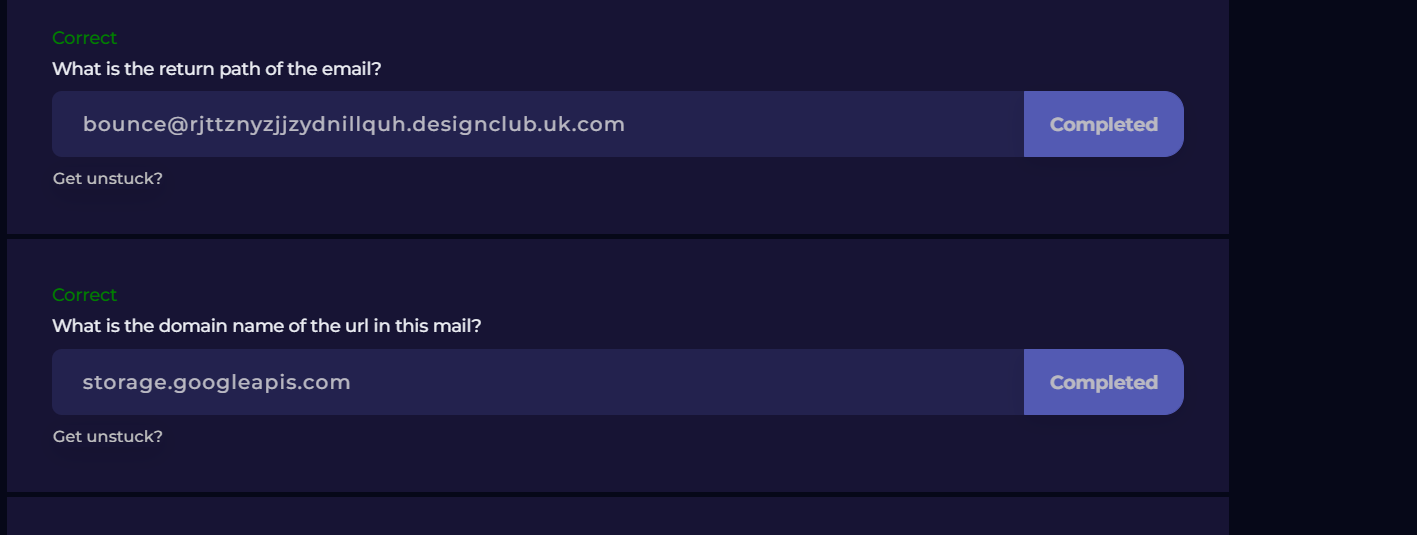 Correct
What is the return path of the email?
bounce@rjttznyzjjzydnillquh.designclub.uk.com
Completed
Get unstuck?
Correct
What is the domain name of the url in this mail?
storage.googleapis.com
Completed
Get unstuck?